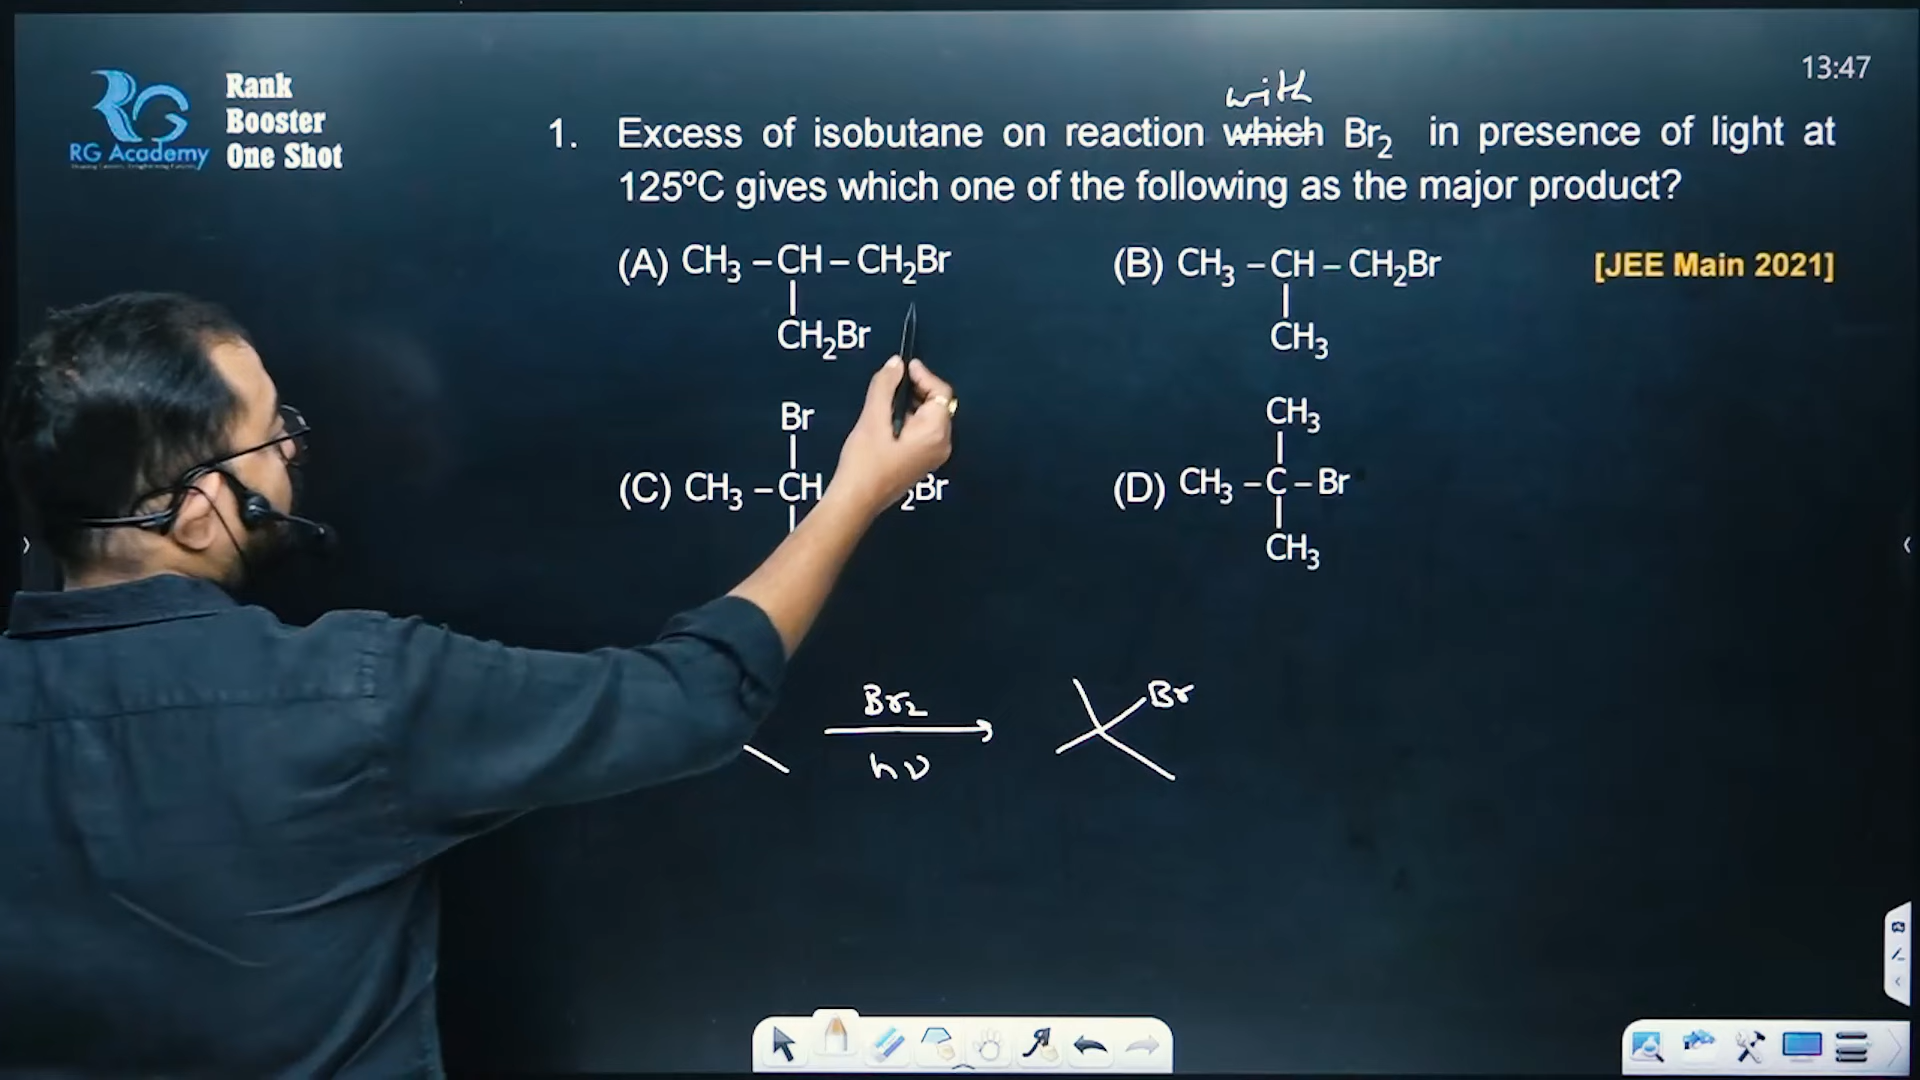 RG Academy
Rank
Booster
One Shot
13:47
with
1. Excess of isobutane on reaction which Br₂ in presence of light at
125ºC gives which one of the following as the major product?
(A) CH₃ – CH – CH₂Br
CH₂Br
(B) CH₃ – CH – CH₂Br
CH₃
[JEE Main 2021]
Br
(C) CH₃ – CH ₂Br
CH₃
(D) CH₃ – C – Br
CH₃
Br₂
hν
Br